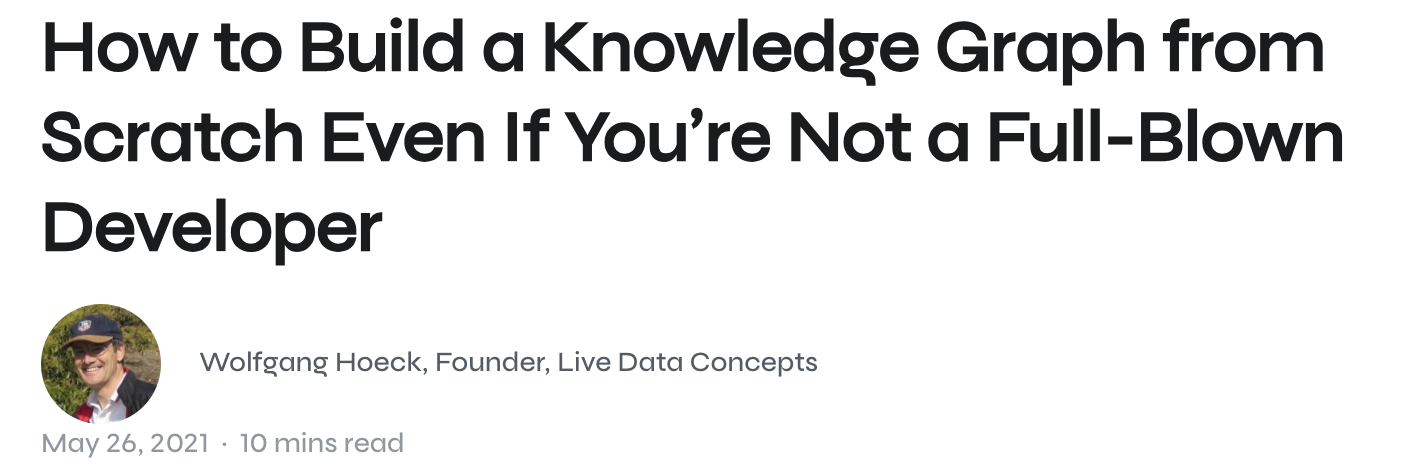 How to Build a Knowledge Graph from
Scratch Even If You’re Not a Full-Blown
Developer
Wolfgang Hoeck, Founder, Live Data Concepts
May 26, 2021 · 10 mins read